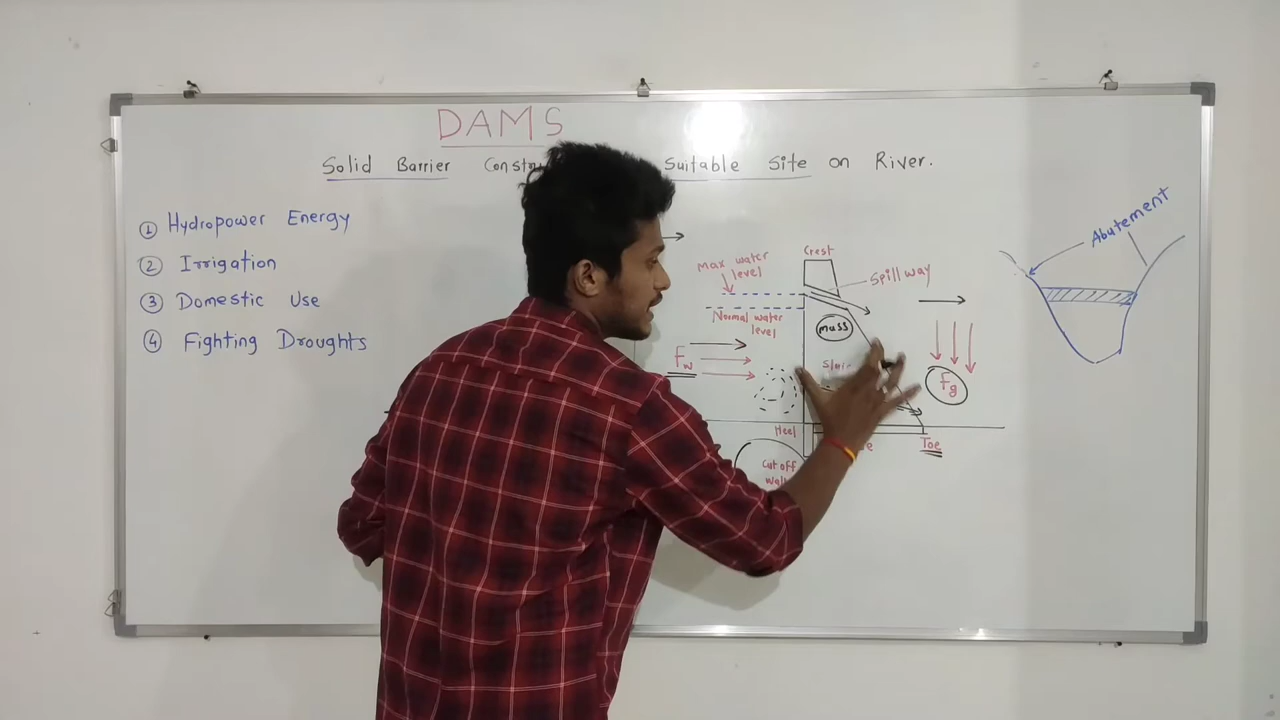 DAMS
Solid Barrier Suitable Site on River.
① Hydropower Energy
② Irrigation
③ Domestic Use
④ Fighting Droughts
Abutement
Crest
Max water
level
Spill way
Normal water
level
mass
Fw
fg
Heel
Toe
Cut off